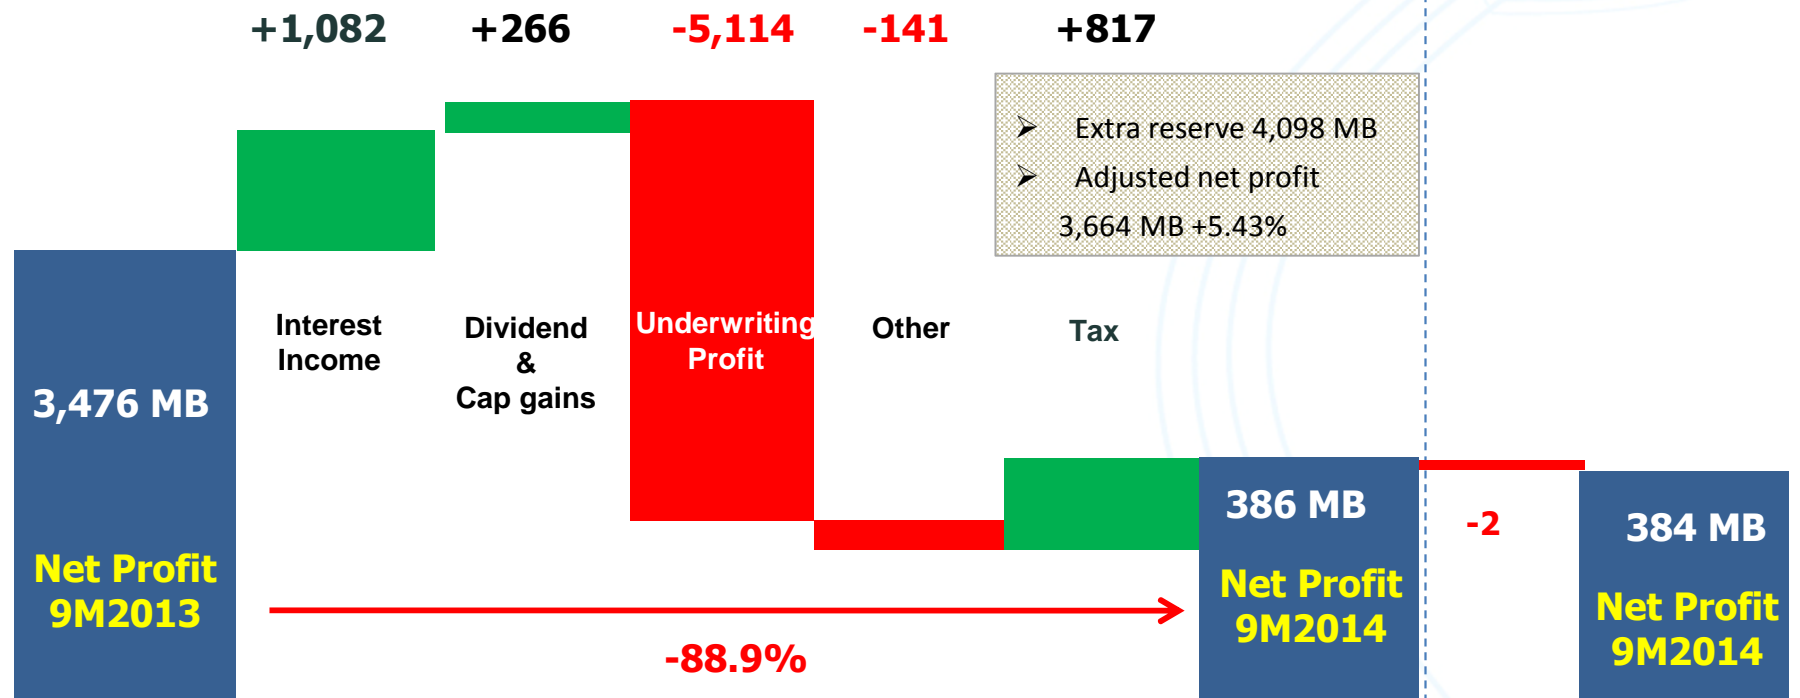 +1,082 +266 -5,114 -141 +817
➢ Extra reserve 4,098 MB
➢ Adjusted net profit
3,664 MB +5.43%
Interest
Income
Dividend
&
Cap gains
Underwriting
Profit
Other
Tax
3,476 MB
Net Profit
9M2013
-88.9%
386 MB
Net Profit
9M2014
-2
384 MB
Net Profit
9M2014